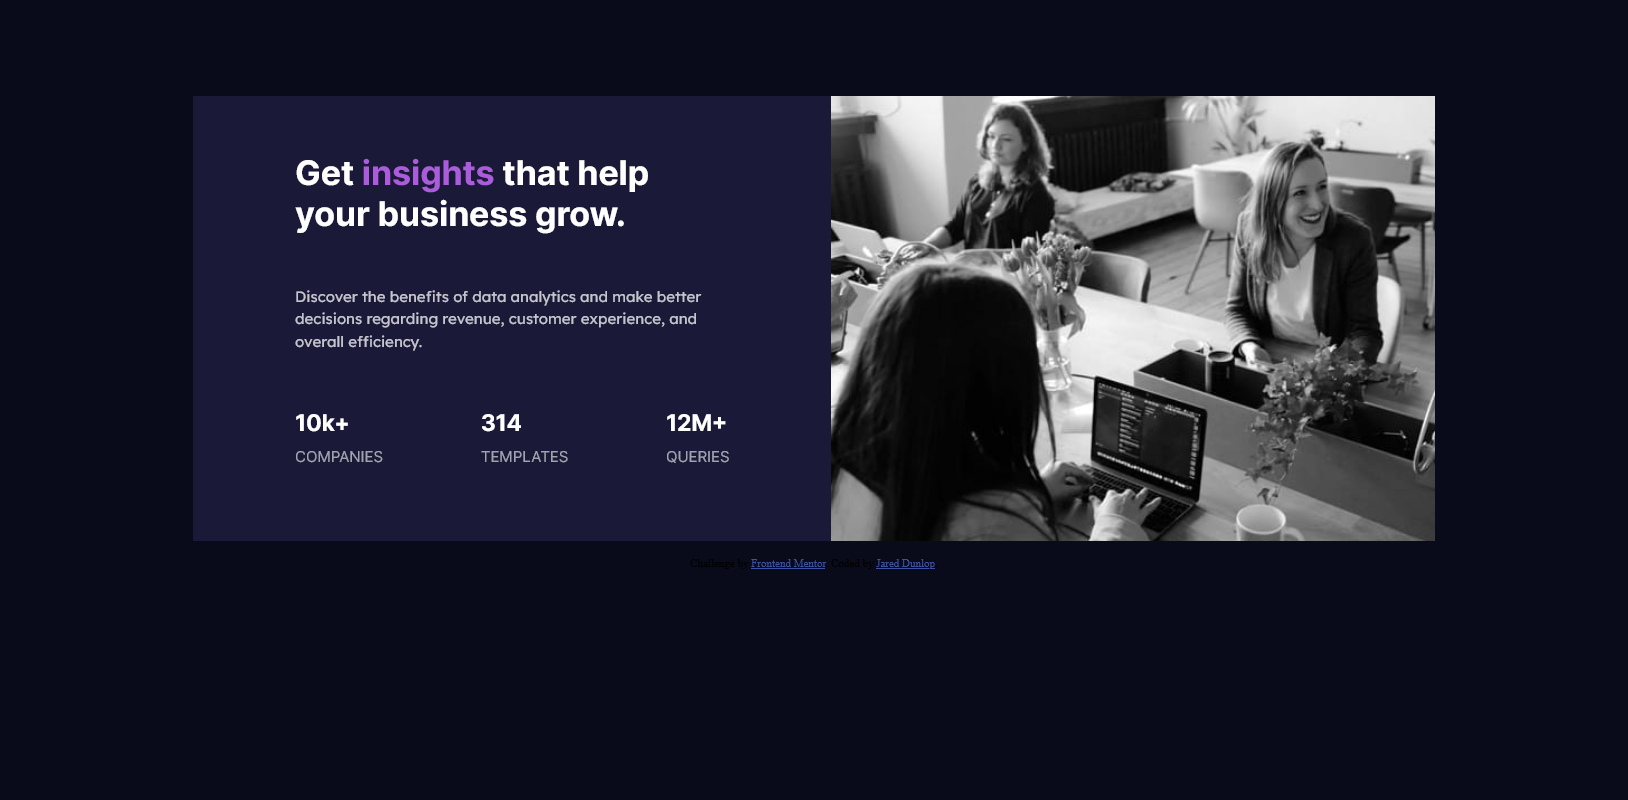 Get insights that help
your business grow.
Discover the benefits of data analytics and make better
decisions regarding revenue, customer experience, and
overall efficiency.
10k+ 314 12M+
COMPANIES TEMPLATES QUERIES
Challenge by Frontend Mentor. Coded by Jared Dunlop.